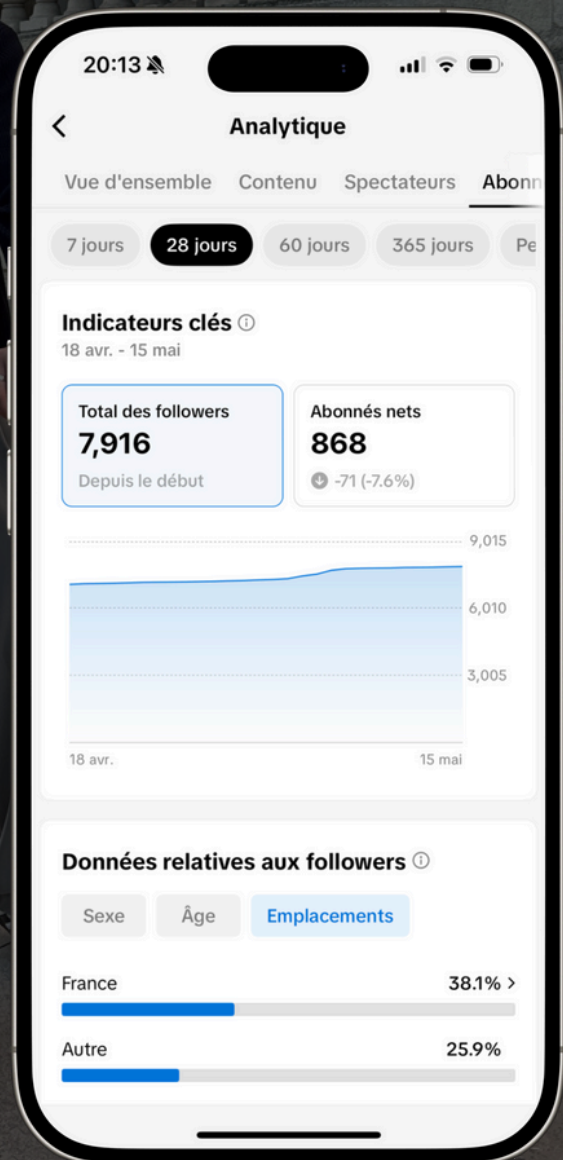 20:13
Analytique
Vue d'ensemble Contenu Spectateurs Abonn
7 jours 28 jours 60 jours 365 jours Pe
Indicateurs clés
18 avr. - 15 mai
Total des followers Abonnés nets
7,916 868
Depuis le début -71 (-7.6%)
9,015
6,010
3,005
18 avr. 15 mai
Données relatives aux followers
Sexe Âge Emplacements
France 38.1% >
Autre 25.9%